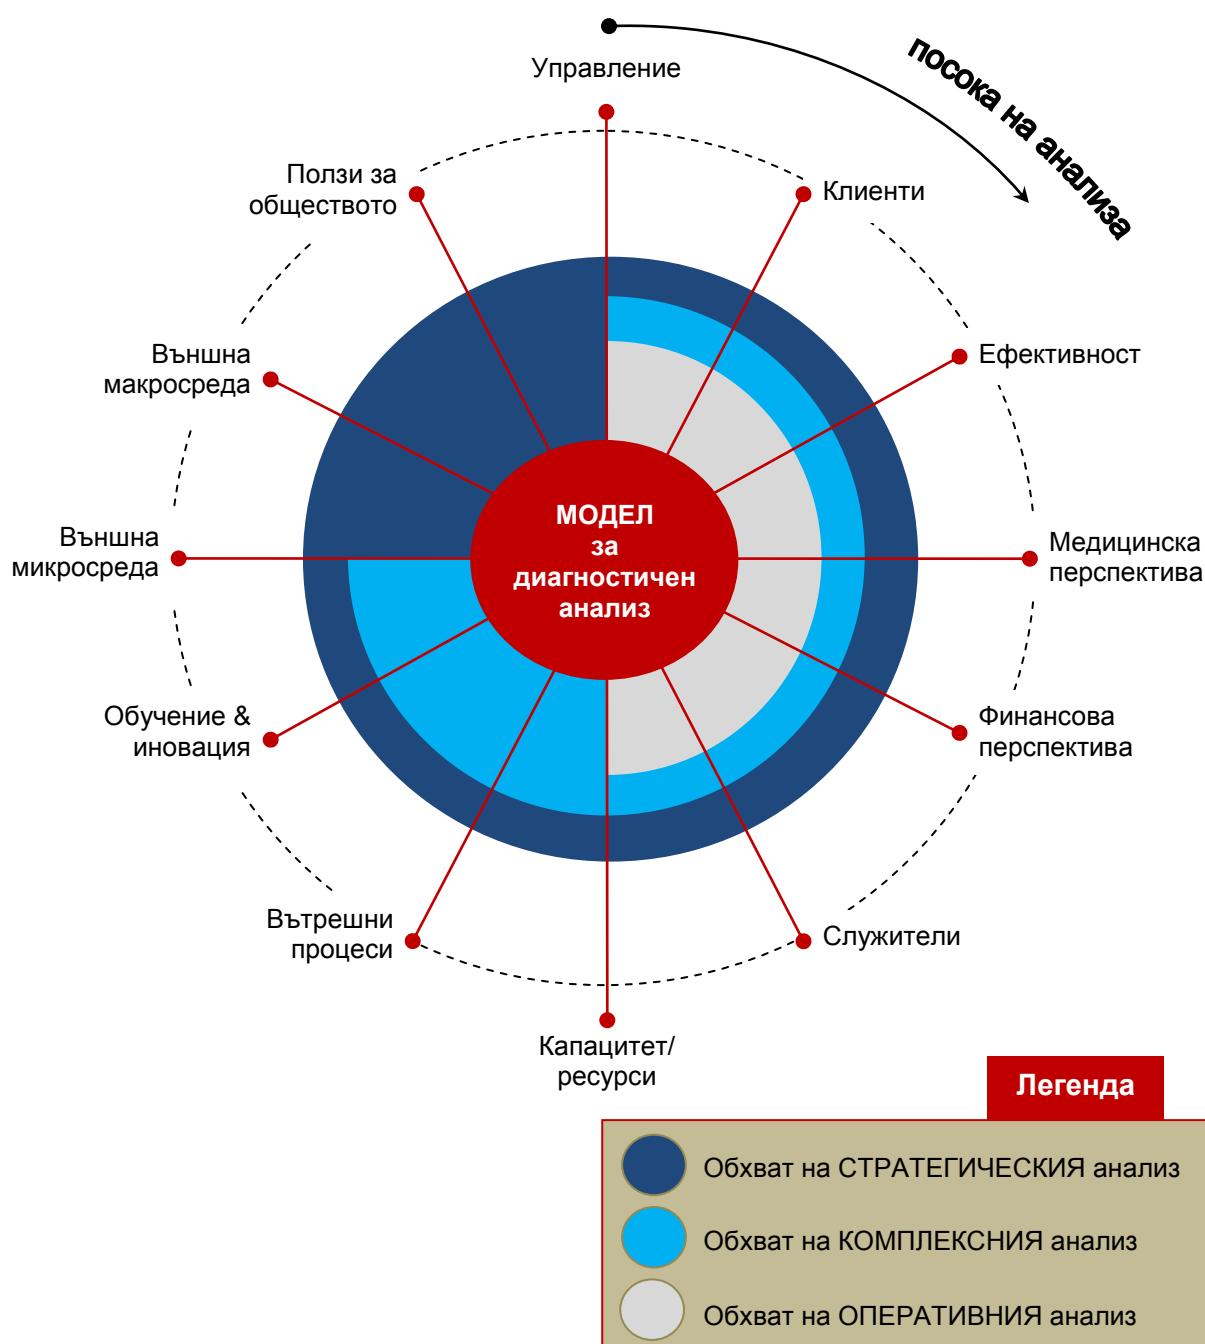 Управление
посока на анализа
Клиенти
Ефективност
Медицинска
перспектива
Финансова
перспектива
Служители
Капацитет/
ресурси
Вътрешни
процеси
Обучение &
иновация
Външна
микросреда
Външна
макросреда
Ползи за
обществото
МОДЕЛ
за
диагностичен
анализ
Легенда
Обхват на СТРАТЕГИЧЕСКИЯ анализ
Обхват на КОМПЛЕКСНИЯ анализ
Обхват на ОПЕРАТИВНИЯ анализ